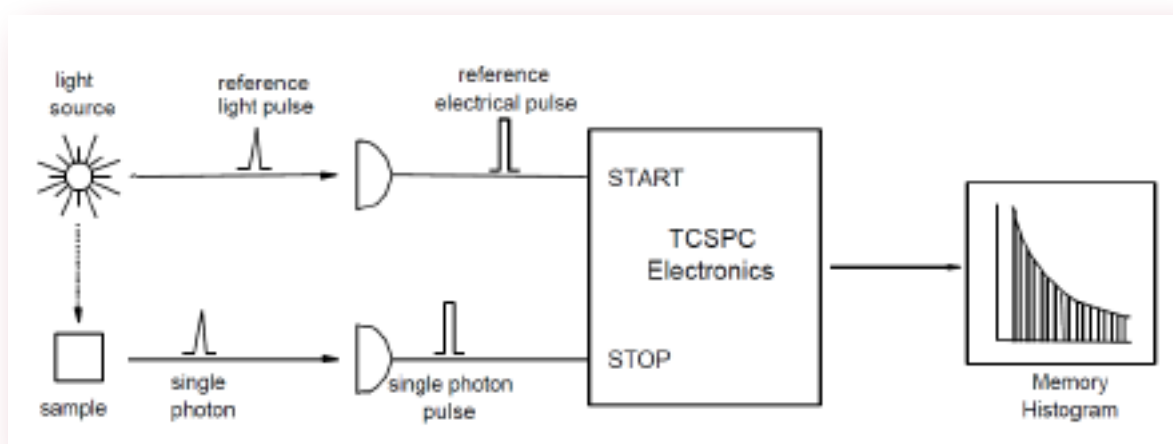 light
source
reference
light pulse
reference
electrical pulse
START
TCSPC
Electronics
STOP
single
photon
single photon
pulse
sample
Memory
Histogram